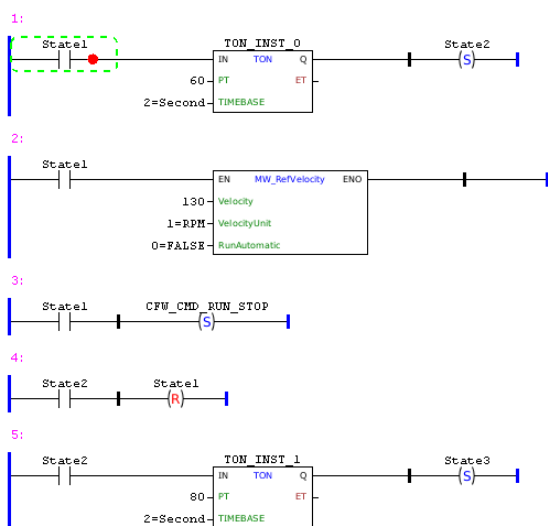 1:
State1 TON_INST_0 State2
IN TON Q (S)
60 PT ET
2=Second TIMEBASE
2:
State1
EN MW_RefVelocity ENO
130 Velocity
1=RPM VelocityUnit
0=FALSE RunAutomatic
3:
State1 CFW_CMD_RUN_STOP
(S)
4:
State2 State1
(R)
5:
State2 TON_INST_1 State3
IN TON Q (S)
80 PT ET
2=Second TIMEBASE